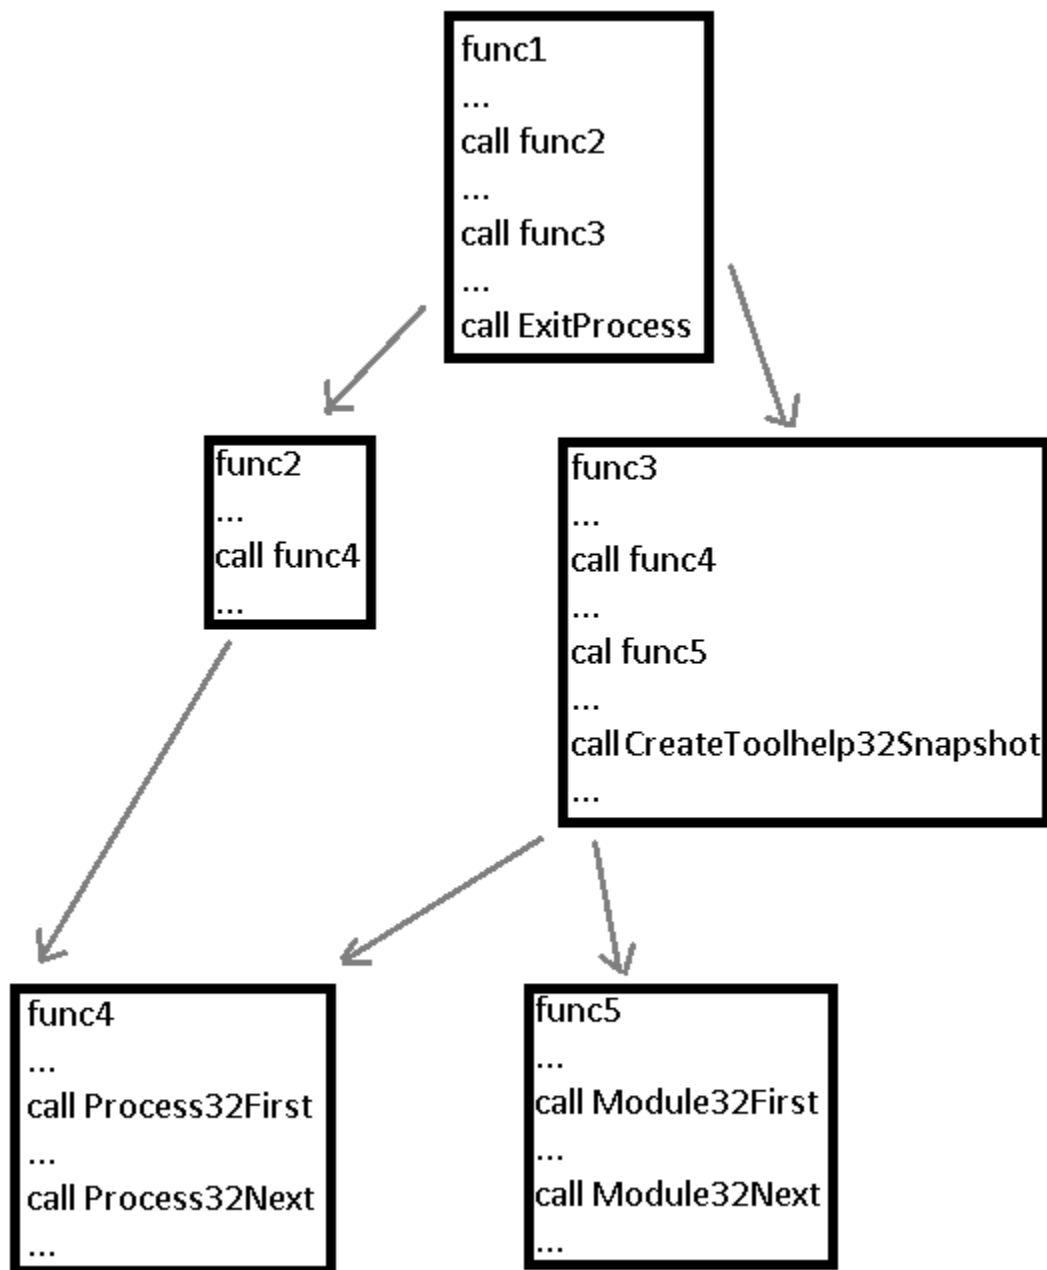 func1
...
call func2
...
call func3
...
call ExitProcess
func2
...
call func4
...
func3
...
call func4
...
cal func5
...
call CreateToolhelp32Snapshot
...
func4
...
call Process32First
...
call Process32Next
...
func5
...
call Module32First
...
call Module32Next
...